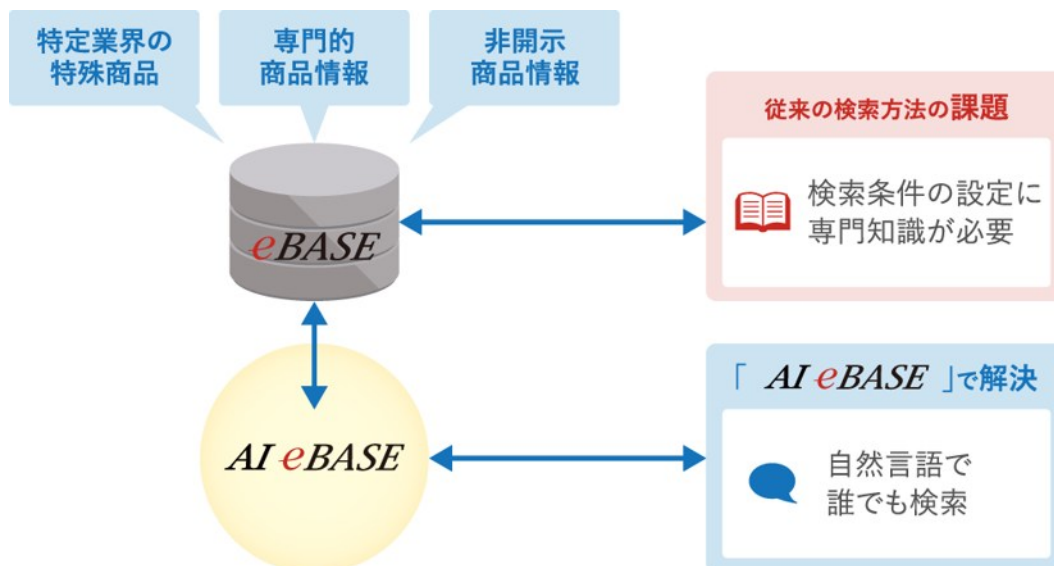 特定業界の
特殊商品
専門的
商品情報
非開示
商品情報
eBASE
従来の検索方法の課題
検索条件の設定に
専門知識が必要
AI eBASE
「 AI eBASE 」で解決
自然言語で
誰でも検索